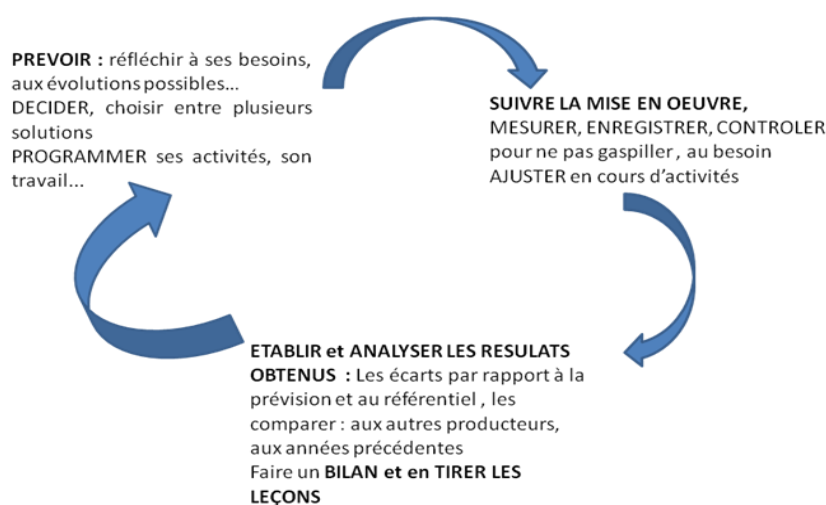 PREVOIR : réfléchir à ses besoins,
aux évolutions possibles...
DECIDER, choisir entre plusieurs
solutions
PROGRAMMER ses activités, son
travail...
SUIVRE LA MISE EN OEUVRE,
MESURER, ENREGISTRER, CONTROLER
pour ne pas gaspiller , au besoin
AJUSTER en cours d'activités
ETABLIR et ANALYSER LES RESULATS
OBTENUS : Les écarts par rapport à la
prévision et au référentiel , les
comparer : aux autres producteurs,
aux années précédentes
Faire un BILAN et en TIRER LES
LEÇONS